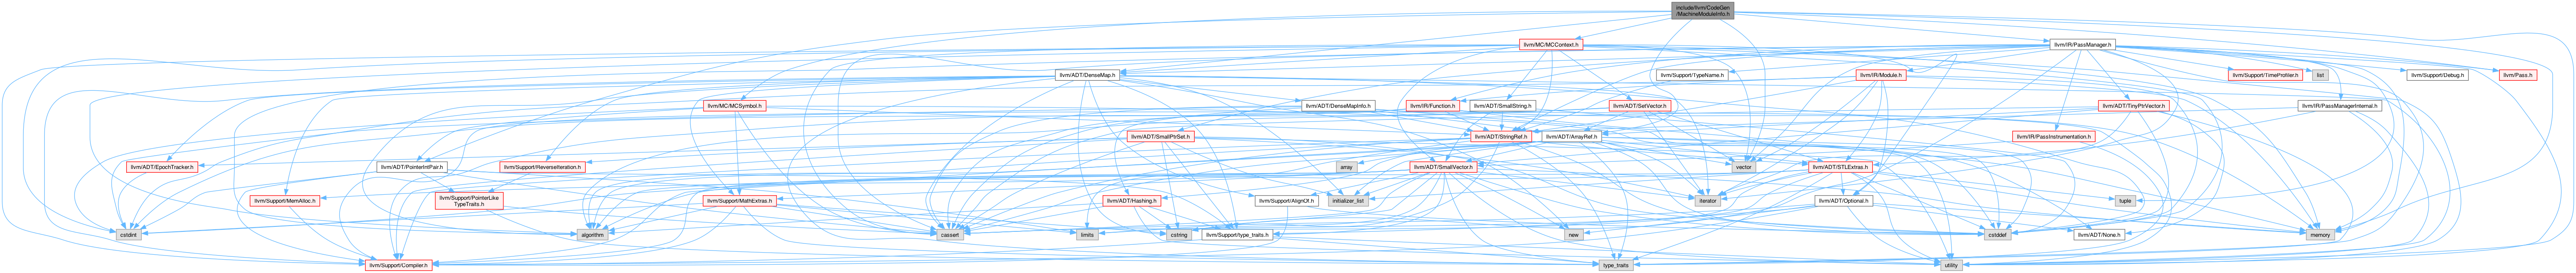 include/llvm/CodeGen
/MachineModuleInfo.h
llvm/MC/MCContext.h
llvm/IR/PassManager.h
llvm/ADT/DenseMap.h
llvm/Support/TypeName.h
llvm/IR/Module.h
llvm/Support/TimeProfiler.h
list
llvm/Support/Debug.h
llvm/Pass.h
llvm/MC/MCSymbol.h
llvm/ADT/DenseMapInfo.h
llvm/IR/Function.h
llvm/ADT/SmallString.h
llvm/ADT/SetVector.h
llvm/ADT/TinyPtrVector.h
llvm/IR/PassManagerInternal.h
llvm/ADT/SmallPtrSet.h
llvm/ADT/StringRef.h
llvm/ADT/ArrayRef.h
llvm/IR/PassInstrumentation.h
llvm/ADT/EpochTracker.h
llvm/ADT/PointerIntPair.h
llvm/Support/ReverseIteration.h
array
llvm/ADT/SmallVector.h
vector
llvm/ADT/STLExtras.h
llvm/Support/MemAlloc.h
llvm/Support/PointerLike
TypeTraits.h
llvm/Support/MathExtras.h
llvm/ADT/Hashing.h
llvm/Support/AlignOf.h
initializer_list
iterator
llvm/ADT/Optional.h
tuple
cstdint
algorithm
cassert
limits
cstring
llvm/Support/type_traits.h
new
cstddef
llvm/ADT/None.h
memory
llvm/Support/Compiler.h
type_traits
utility